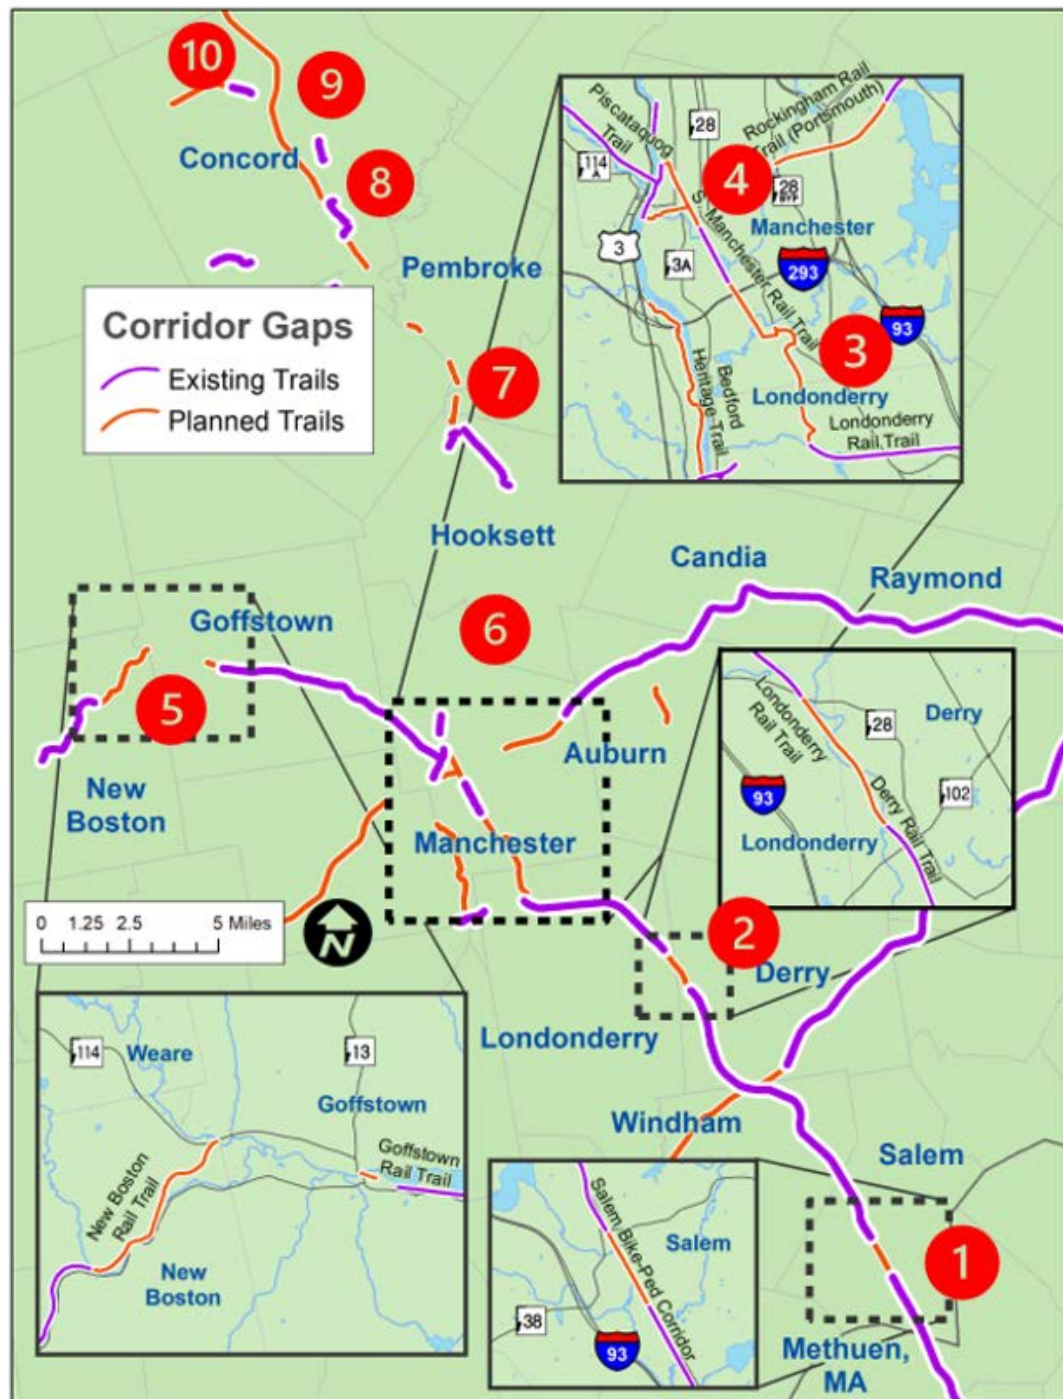 10
9
Concord
8
Pembroke
Corridor Gaps
Existing Trails
Planned Trails
7
Hooksett
Piscataquog
Trail
28
Rockingham Rail
Trail (Portsmouth)
114
A
4
28
BYP
S. Manchester Rail Trail
Manchester
3
3A
293
93
3
Bedford
Heritage Trail
Londonderry
Londonderry
Rail Trail
Candia
Raymond
Goffstown
6
5
New
Boston
Auburn
Manchester
Londonderry
Rail Trail
28
Derry
93
102
Londonderry
Derry Rail Trail
0 1.25 2.5 5 Miles
N
2
Derry
Londonderry
Windham
Salem
114
Weare
13
Goffstown
Goffstown
Rail Trail
New Boston
Rail Trail
New
Boston
Salem Bike-Ped Corridor
Salem
38
93
1
Methuen,
MA